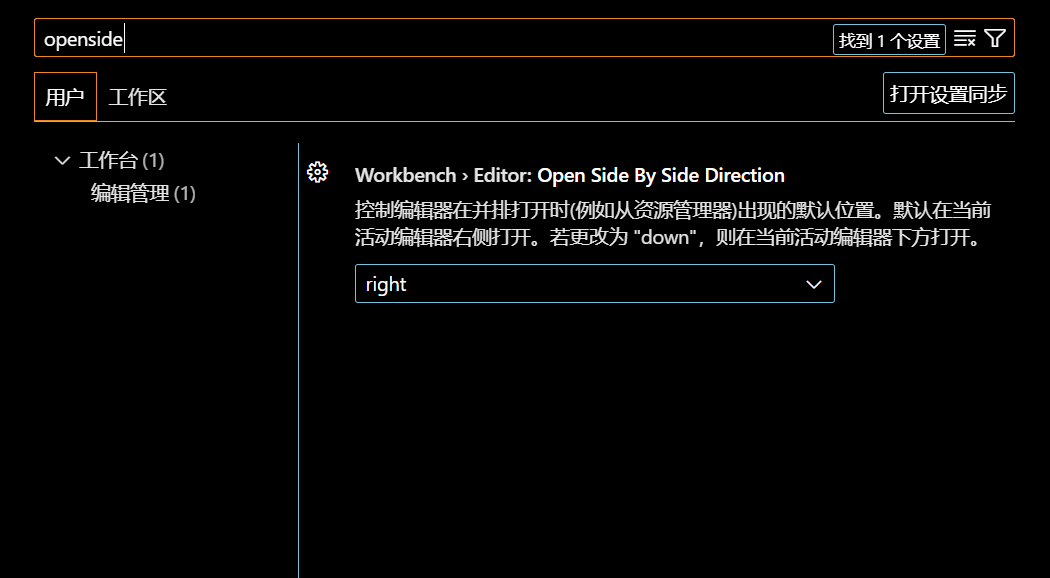 openside
找到 1 个设置
用户
工作区
打开设置同步
工作台 (1)
编辑管理 (1)
Workbench › Editor: Open Side By Side Direction
控制编辑器在并排打开时(例如从资源管理器)出现的默认位置。默认在当前
活动编辑器右侧打开。若更改为 "down"，则在当前活动编辑器下方打开。
right